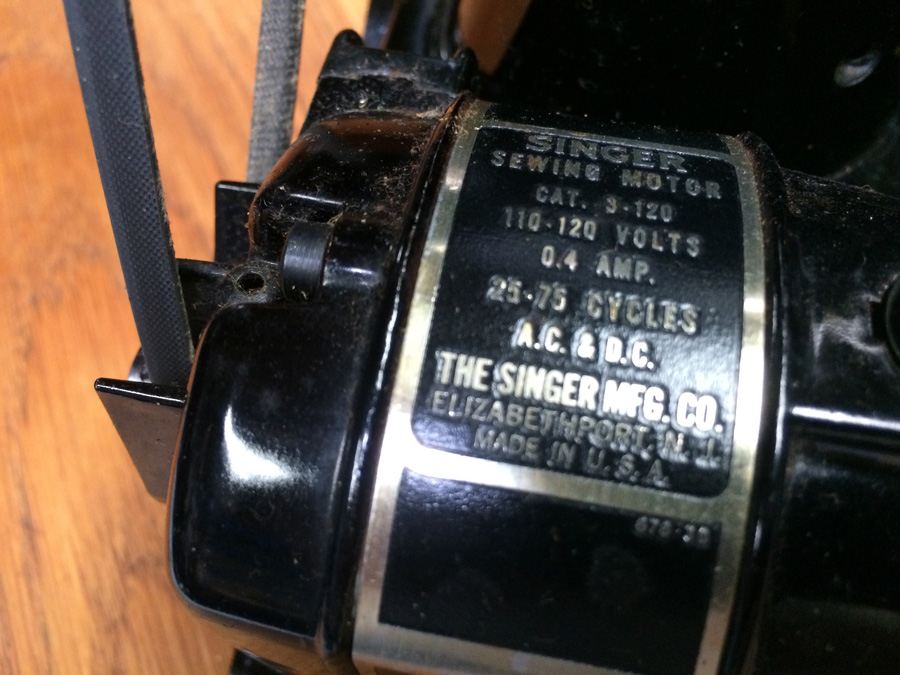 SINGER
SEWING MOTOR
CAT. 3-120
110-120 VOLTS
0.4 AMP.
25-75 CYCLES
A.C. & D.C.
THE SINGER MFG. CO.
ELIZABETHPORT, N.J.
MADE IN U.S.A.